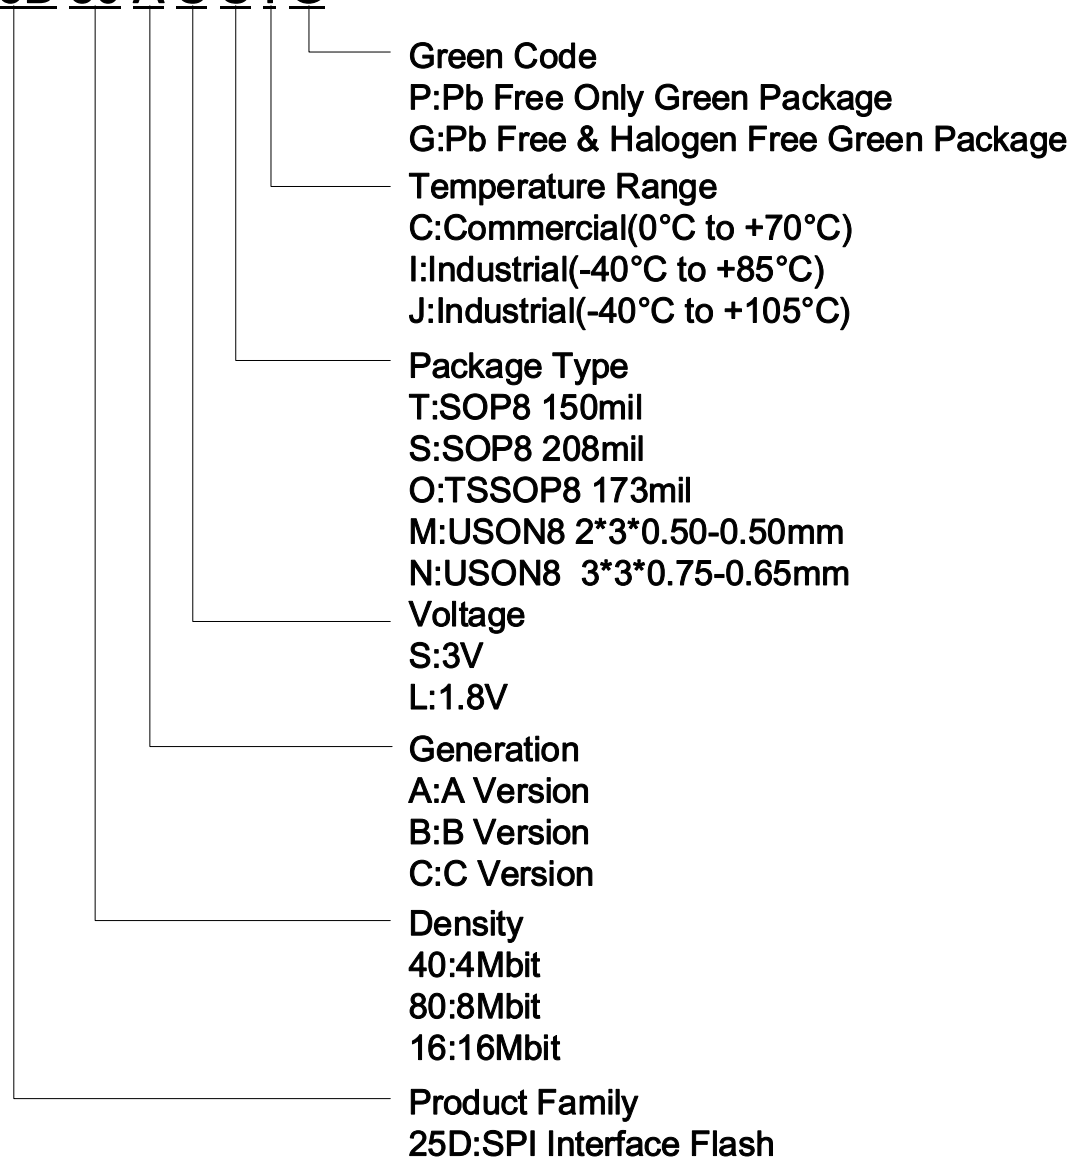 Green Code
P:Pb Free Only Green Package
G:Pb Free & Halogen Free Green Package
Temperature Range
C:Commercial(0°C to +70°C)
I:Industrial(-40°C to +85°C)
J:Industrial(-40°C to +105°C)
Package Type
T:SOP8 150mil
S:SOP8 208mil
O:TSSOP8 173mil
M:USON8 2*3*0.50-0.50mm
N:USON8  3*3*0.75-0.65mm
Voltage
S:3V
L:1.8V
Generation
A:A Version
B:B Version
C:C Version
Density
40:4Mbit
80:8Mbit
16:16Mbit
Product Family
25D:SPI Interface Flash